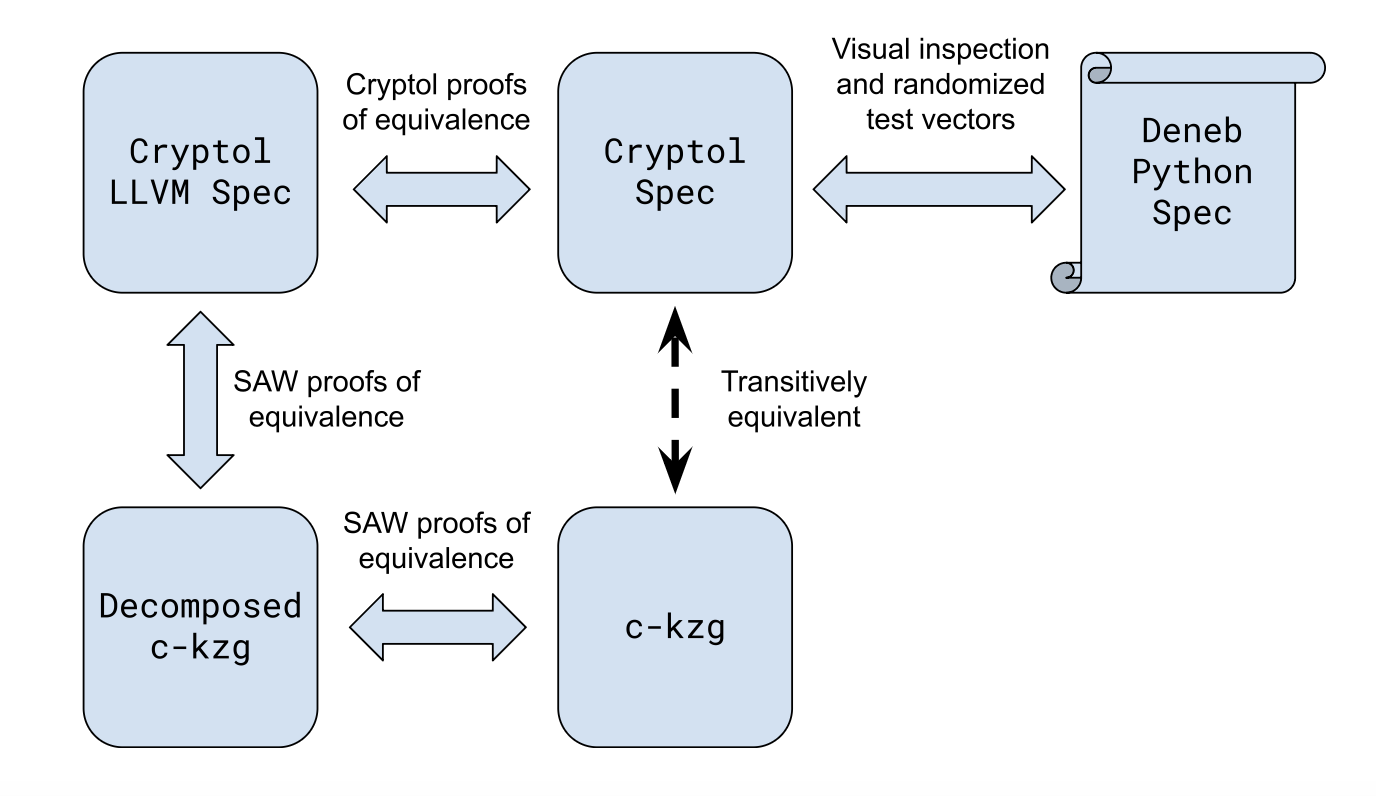 Cryptol
LLVM Spec
Cryptol proofs
of equivalence
Cryptol
Spec
Visual inspection
and randomized
test vectors
Deneb
Python
Spec
SAW proofs of
equivalence
Transitively
equivalent
Decomposed
c-kzg
SAW proofs of
equivalence
c-kzg